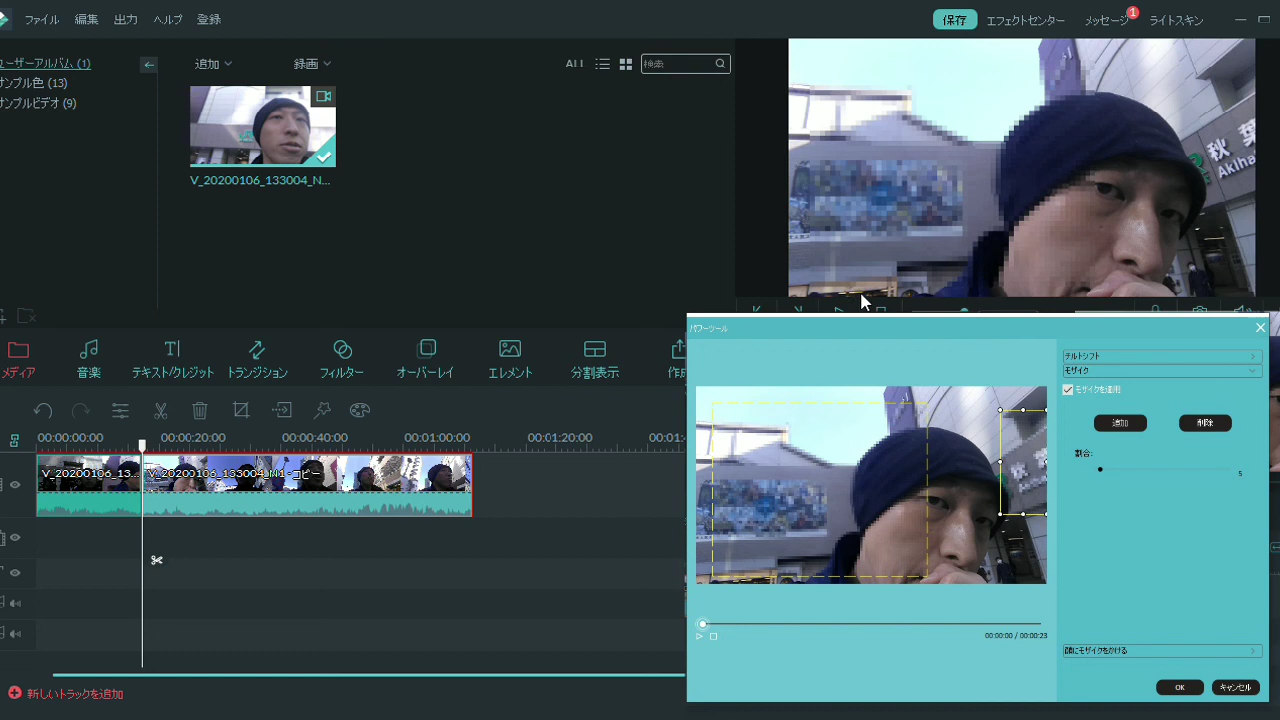 ファイル 編集 出力 ヘルプ 登録
保存 エフェクトセンター メッセージ 1 ライトスキン
ユーザーアルバム (1)
サンプル色 (13)
サンプルビデオ (9)
追加 録画 ALL 検索
V_20200106_133004_N...
秋葉
Akiha
メディア 音楽 テキスト/クレジット トランジション フィルター オーバーレイ エレメント 分割表示
00:00:00:00 00:00:20:00 00:00:40:00 00:01:00:00 00:01:20:00 00:01:4
V_20200106_13... V_20200106_133004_N1 -コピー
新しいトラックを追加
パワーツール
チルトシフト
モザイク
モザイクを適用
追加 削除
割合:
5
00:00:00 / 00:00:23
顔にモザイクをかける
OK キャンセル